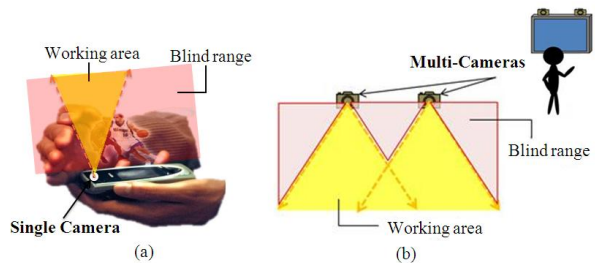 Working area
Blind range
Single Camera
(a)
Multi-Cameras
Blind range
Working area
(b)